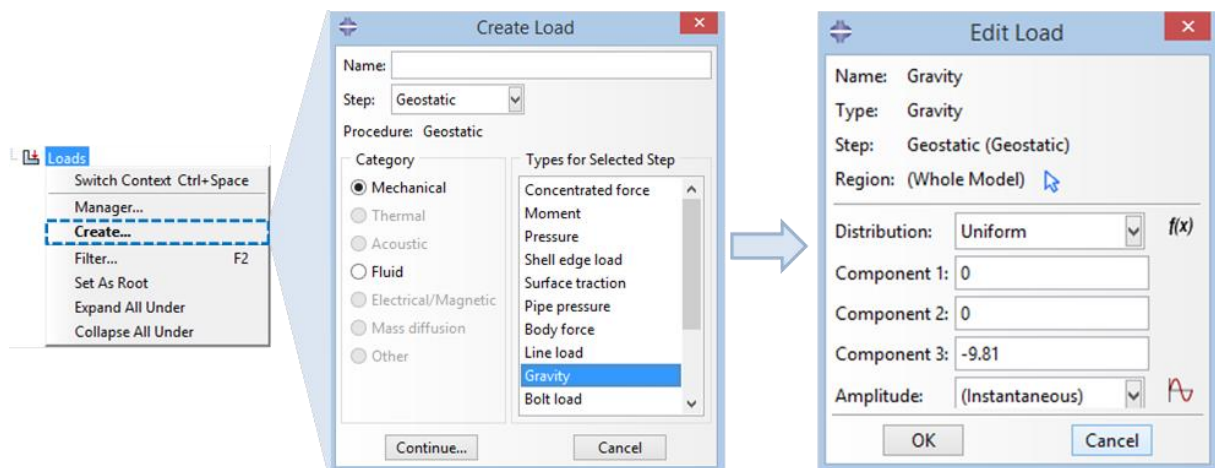 Loads
Switch Context Ctrl+Space
Manager...
Create...
Filter... F2
Set As Root
Expand All Under
Collapse All Under
Create Load
Name:
Step: Geostatic
Procedure: Geostatic
Category
Mechanical
Thermal
Acoustic
Fluid
Electrical/Magnetic
Mass diffusion
Other
Types for Selected Step
Concentrated force
Moment
Pressure
Shell edge load
Surface traction
Pipe pressure
Body force
Line load
Gravity
Bolt load
Continue...
Cancel
Edit Load
Name: Gravity
Type: Gravity
Step: Geostatic (Geostatic)
Region: (Whole Model)
Distribution: Uniform f(x)
Component 1: 0
Component 2: 0
Component 3: -9.81
Amplitude: (Instantaneous)
OK
Cancel